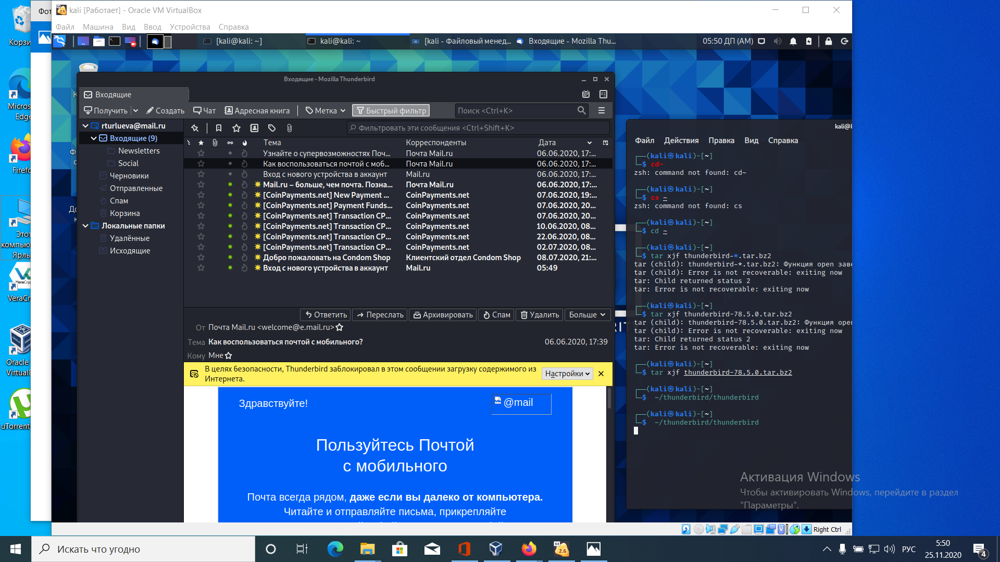 Фот
kali [Работает] - Oracle VM VirtualBox
Файл Машина Вид Ввод Устройства Справка
[kali@kali: ~]
kali@kali: ~
[kali - Файловый менед...
Входящие - Mozilla Thu...
05:50 ДП (AM)
Входящие - Mozilla Thunderbird
Входящие
Получить
Создать
Чат
Адресная книга
Метка
Быстрый фильтр
Поиск <Ctrl+K>
rturlueva@mail.ru
Входящие (9)
Newsletters
Social
Черновики
Отправленные
Спам
Корзина
Локальные папки
Удалённые
Исходящие
Фильтровать эти сообщения <Ctrl+Shift+K>
Тема Корреспонденты Дата
Узнайте о супервозможностях Поч... Почта Mail.ru 06.06.2020, 17:...
Как воспользоваться почтой с моб... Почта Mail.ru 06.06.2020, 17:...
Вход с нового устройства в аккаунт Mail.ru 06.06.2020, 17:...
Mail.ru – больше, чем почта. Позна... Почта Mail.ru 06.06.2020, 17:...
[CoinPayments.net] New Payment ... CoinPayments.net 07.06.2020, 19:...
[CoinPayments.net] Payment Funds... CoinPayments.net 07.06.2020, 20...
[CoinPayments.net] Transaction CP... CoinPayments.net 07.06.2020, 20...
[CoinPayments.net] Transaction CP... CoinPayments.net 10.06.2020, 08...
[CoinPayments.net] Transaction CP... CoinPayments.net 22.06.2020, 08...
[CoinPayments.net] Transaction CP... CoinPayments.net 02.07.2020, 08...
Добро пожаловать на Condom Shop Клиентский отдел Condom Shop 08.07.2020, 21:...
Вход с нового устройства в аккаунт Mail.ru 05:49
Ответить Переслать Архивировать Спам Удалить Больше
От Почта Mail.ru <welcome@e.mail.ru>
Тема Как воспользоваться почтой с мобильного? 06.06.2020, 17:39
Кому Мне
В целях безопасности, Thunderbird заблокировал в этом сообщении загрузку содержимого из
Интернета.
Настройки
Здравствуйте!
@mail
Пользуйтесь Почтой
с мобильного
Почта всегда рядом, даже если вы далеко от компьютера.
Читайте и отправляйте письма, прикрепляйте
kali@k
Файл Действия Правка Вид Справка
(kali㉿kali)-[~]
$ cd~
zsh: command not found: cd~
(kali㉿kali)-[~]
$ cs ~
zsh: command not found: cs
(kali㉿kali)-[~]
$ cd ~
(kali㉿kali)-[~]
$ tar xjf thunderbird-*.tar.bz2
tar (child): thunderbird-*.tar.bz2: Функция open заве
tar (child): Error is not recoverable: exiting now
tar: Child returned status 2
tar: Error is not recoverable: exiting now
(kali㉿kali)-[~]
$ tar xjf thunderbird-78.5.0.tar.bz2
tar (child): thunderbird-78.5.0.tar.bz2: Функция open
tar (child): Error is not recoverable: exiting now
tar: Child returned status 2
tar: Error is not recoverable: exiting now
(kali㉿kali)-[~]
$ tar xjf thunderbird-78.5.0.tar.bz2
(kali㉿kali)-[~]
$ ~/thunderbird/thunderbird
(kali㉿kali)-[~]
$ ~/thunderbird/thunderbird
Активация Windows
Чтобы активировать Windows, перейдите в раздел
"Параметры".
Right Ctrl
Корзи
Micros
Edge
Firefo
Этот
компью
Ярлы
VeraCr
Oracle
VirtualB
uTorrent
Искать что угодно
РУС
5:50
25.11.2020
4